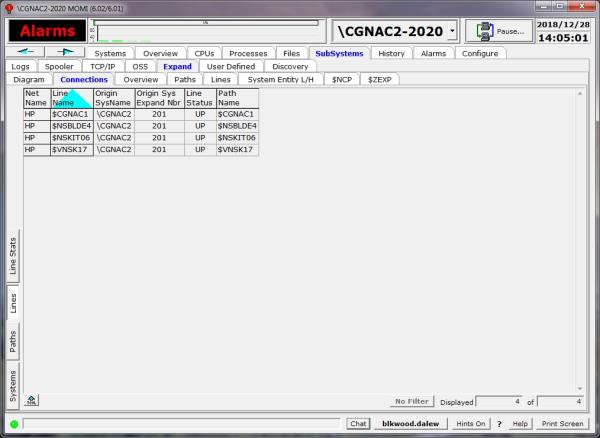 \CGNAC2-2020 MOMI (6.02/6.01)
Alarms
\CGNAC2-2020
Pause...
2018/12/28
14:05:01
Systems Overview CPUs Processes Files SubSystems History Alarms Configure
Logs Spooler TCP/IP OSS Expand User Defined Discovery
Diagram Connections Overview Paths Lines System Entity L/H $NCP $ZEXP
Net Line Origin Origin Sys Line Path
Name Name SysName Expand Nbr Status Name
HP $CGNAC1 \CGNAC2 201 UP $CGNAC1
HP $NSBLDE4 \CGNAC2 201 UP $NSBLDE4
HP $NSKIT06 \CGNAC2 201 UP $NSKIT06
HP $VNSK17 \CGNAC2 201 UP $VNSK17
Line Stats
Lines
Paths
Systems
No Filter Displayed 4 of 4
Chat blkwood.dalew Hints On ? Help Print Screen